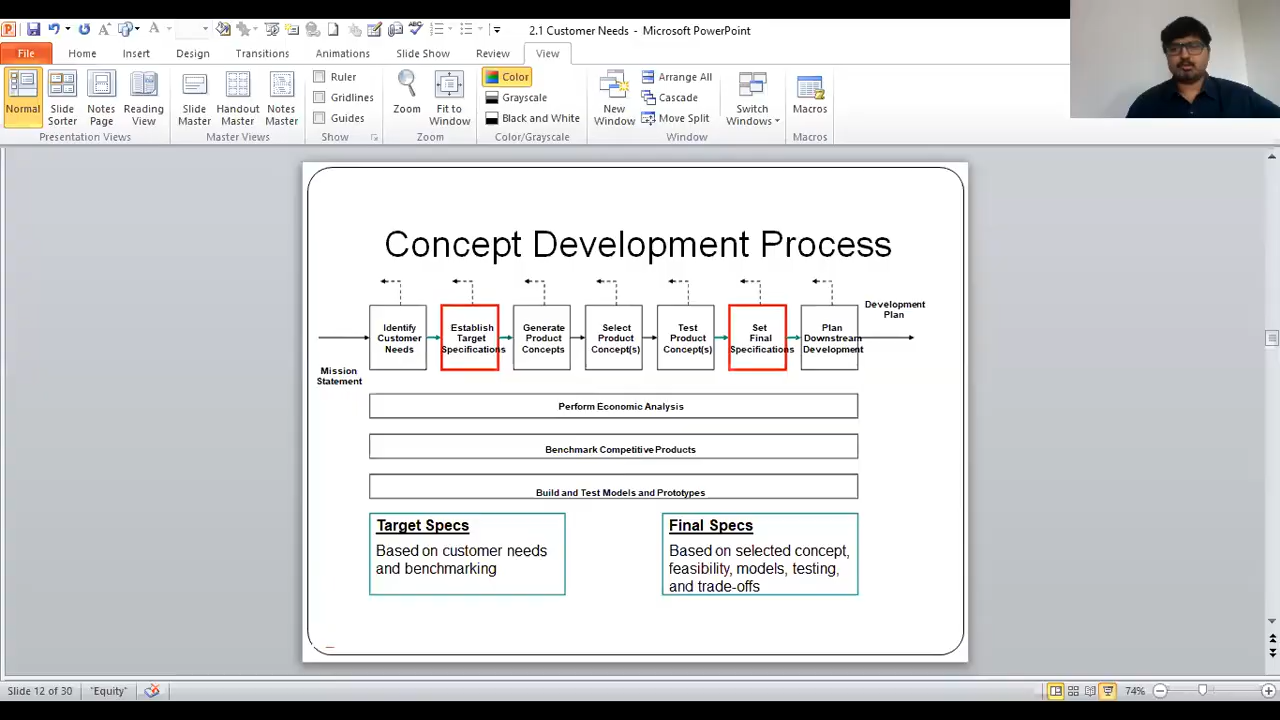 2.1 Customer Needs - Microsoft PowerPoint
File Home Insert Design Transitions Animations Slide Show Review View
Normal
Slide Sorter
Notes Page
Reading View
Presentation Views
Slide Master
Handout Master
Notes Master
Master Views
Ruler
Gridlines
Guides
Show
Zoom
Fit to Window
Zoom
Color
Grayscale
Black and White
Color/Grayscale
New Window
Arrange All
Cascade
Move Split
Switch Windows
Window
Macros
Macros
Concept Development Process
Mission
Statement
Identify
Customer
Needs
Establish
Target
Specifications
Generate
Product
Concepts
Select
Product
Concept(s)
Test
Product
Concept(s)
Set
Final
Specifications
Plan
Downstream
Development
Development
Plan
Perform Economic Analysis
Benchmark Competitive Products
Build and Test Models and Prototypes
Target Specs
Based on customer needs
and benchmarking
Final Specs
Based on selected concept,
feasibility, models, testing,
and trade-offs
Slide 12 of 30 "Equity" 74%